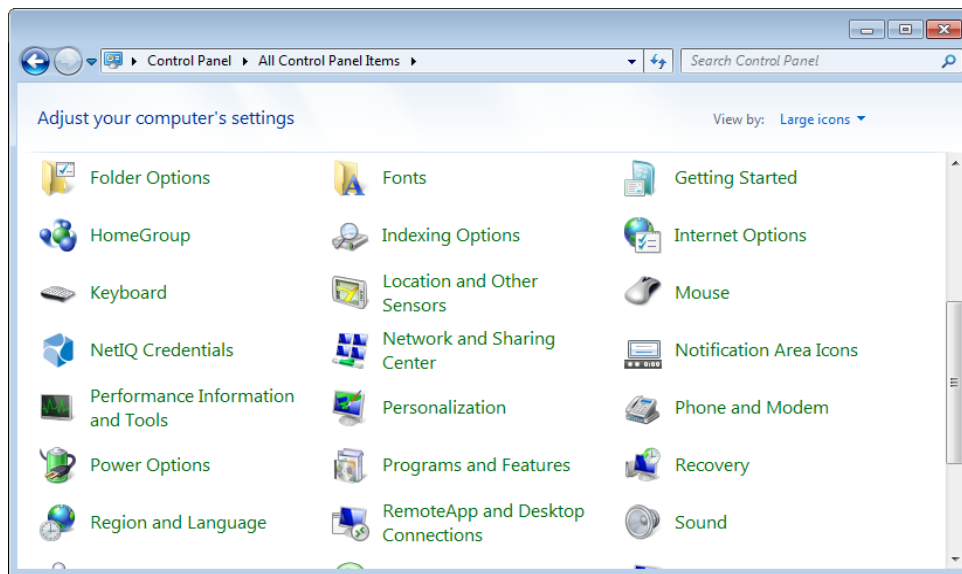 Control Panel All Control Panel Items Search Control Panel
Adjust your computer's settings View by: Large icons
Folder Options Fonts Getting Started
HomeGroup Indexing Options Internet Options
Keyboard Location and Other Mouse
Sensors
NetIQ Credentials Network and Sharing Notification Area Icons
Center
Performance Information Personalization Phone and Modem
and Tools
Power Options Programs and Features Recovery
Region and Language RemoteApp and Desktop Sound
Connections